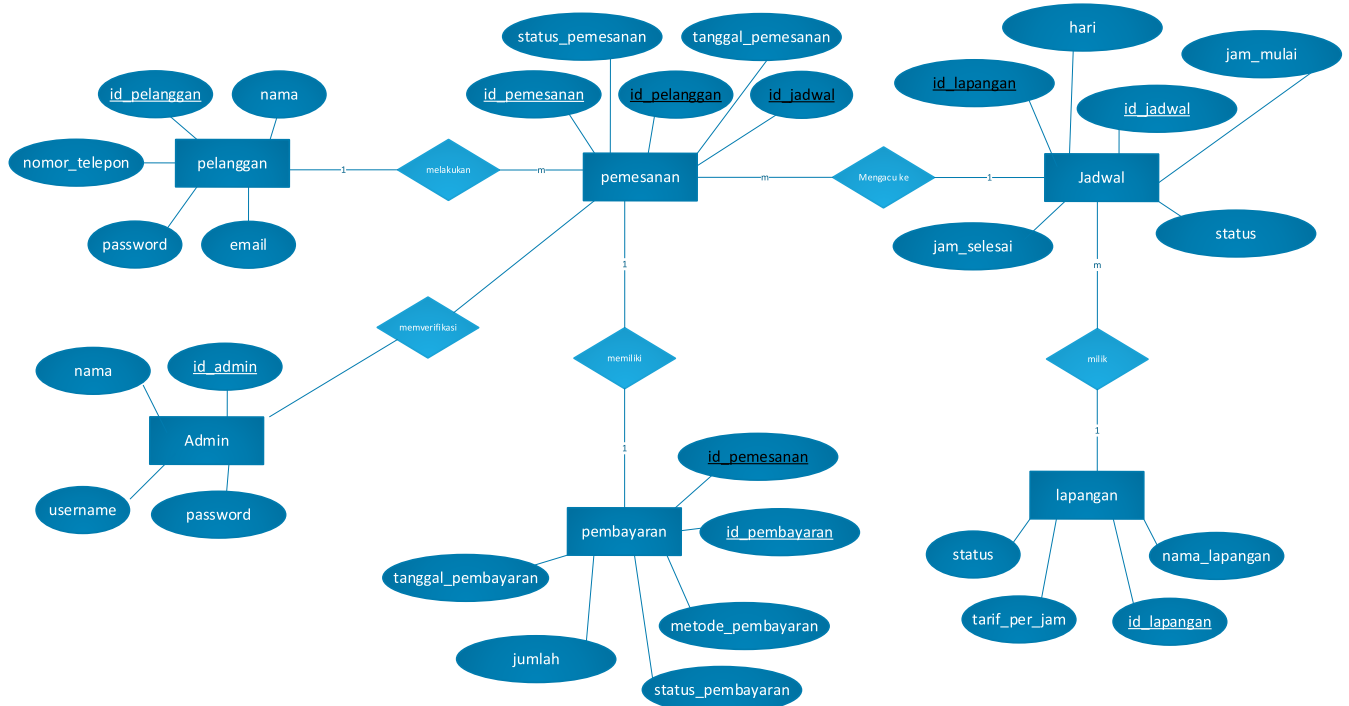 hari
status_pemesanan
tanggal_pemesanan
jam_mulai
id_pelanggan
nama
id_pemesanan
id_pelanggan
id_jadwal
id_lapangan
id_jadwal
nomor_telepon
pelanggan
1
melakukan
m
pemesanan
m
Mengacu ke
1
Jadwal
password
email
jam_selesai
status
1
m
memverifikasi
memiliki
milik
nama
id_admin
Admin
1
1
id_pemesanan
username
password
pembayaran
id_pembayaran
lapangan
tanggal_pembayaran
status
nama_lapangan
metode_pembayaran
tarif_per_jam
id_lapangan
jumlah
status_pembayaran